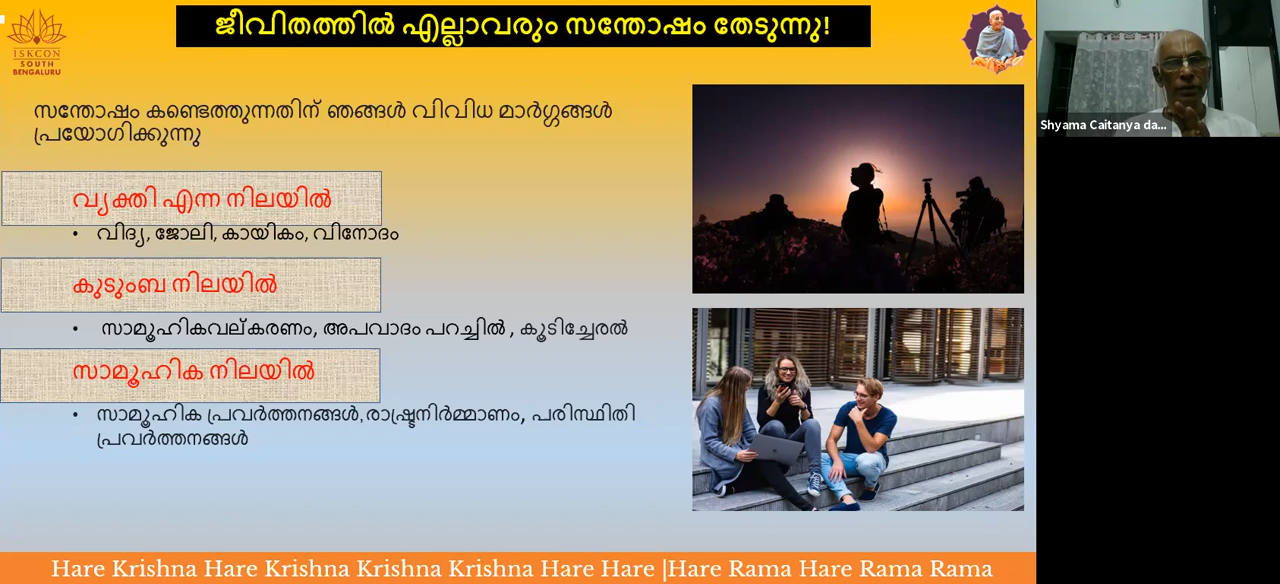 ജീവിതത്തിൽ എല്ലാവരും സന്തോഷം തേടുന്നു!
ISKCON
SOUTH
BENGALURU
സന്തോഷം കണ്ടെത്തുന്നതിന് ഞങ്ങൾ വിവിധ മാർഗ്ഗങ്ങൾ
പ്രയോഗിക്കുന്നു
വ്യക്തി എന്ന നിലയിൽ
• വിദ്യ, ജോലി, കായികം, വിനോദം
കുടുംബ നിലയിൽ
• സാമൂഹികവല്കരണം, അപവാദം പറച്ചിൽ , കൂടിച്ചേരൽ
സാമൂഹിക നിലയിൽ
• സാമൂഹിക പ്രവർത്തനങ്ങൾ,രാഷ്ട്രനിർമ്മാണം, പരിസ്ഥിതി
പ്രവർത്തനങ്ങൾ
Hare Krishna Hare Krishna Krishna Krishna Hare Hare |Hare Rama Hare Rama Rama
Shyama Caitanya da...